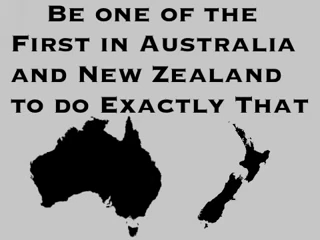 Be one of the
First in Australia
and New Zealand
to do Exactly That